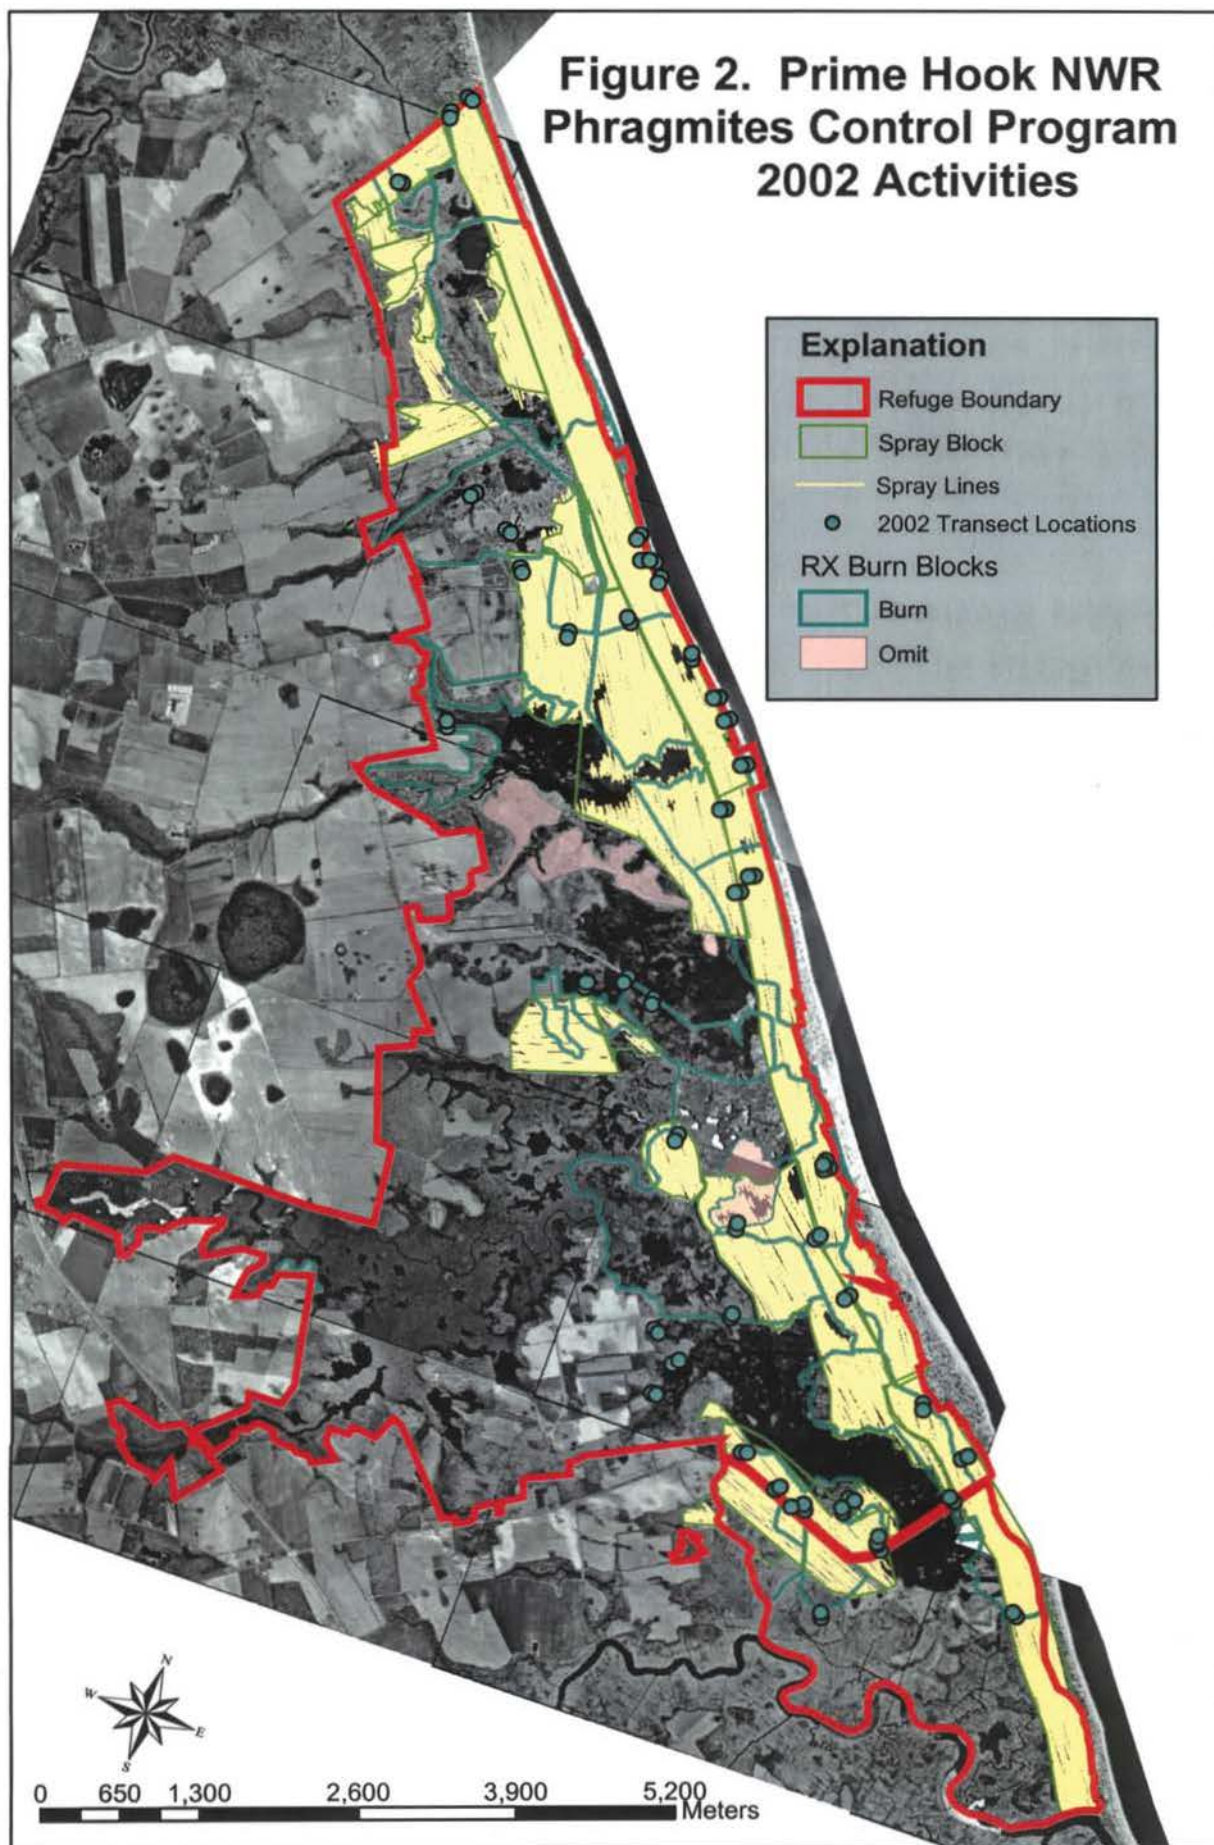 Figure 2. Prime Hook NWR
Phragmites Control Program
2002 Activities
Explanation
Refuge Boundary
Spray Block
Spray Lines
2002 Transect Locations
RX Burn Blocks
Burn
Omit
N
W
E
S
0 650 1,300 2,600 3,900 5,200
Meters